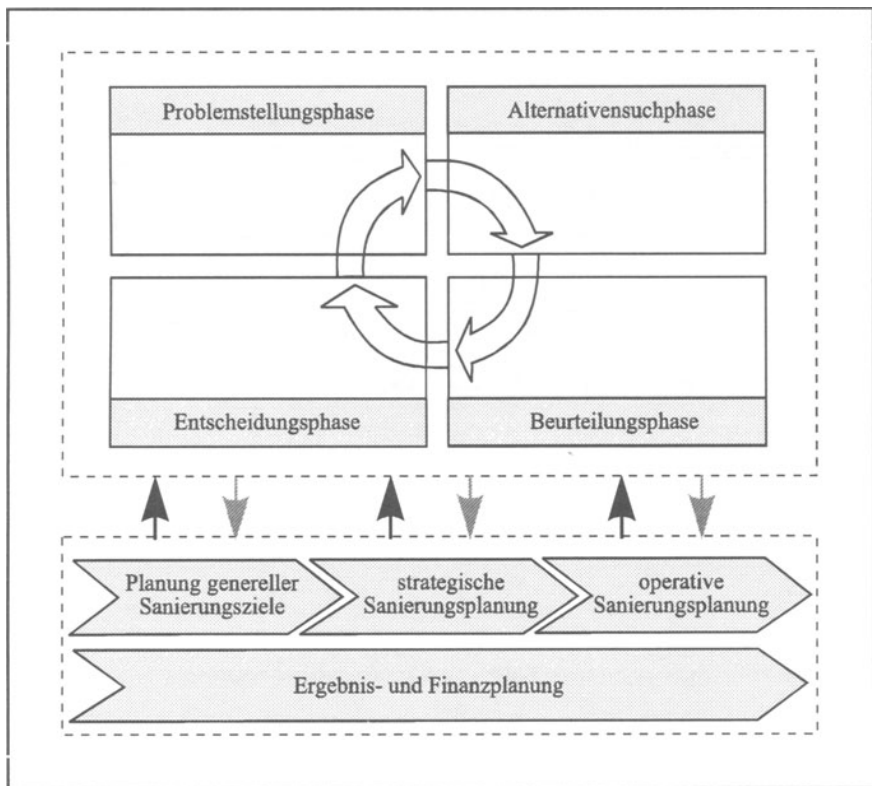 Problemstellungsphase
Alternativensuchphase
Entscheidungsphase
Beurteilungsphase
Planung genereller
Sanierungsziele
strategische
Sanierungsplanung
operative
Sanierungsplanung
Ergebnis- und Finanzplanung